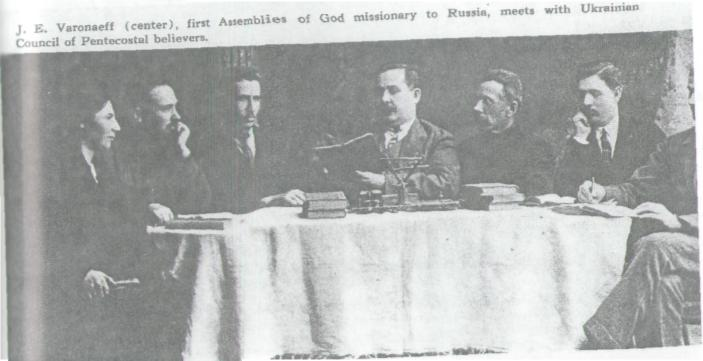 J. E. Varonaeff (center), first Assemblies of God missionary to Russia, meets with Ukrainian
Council of Pentecostal believers.